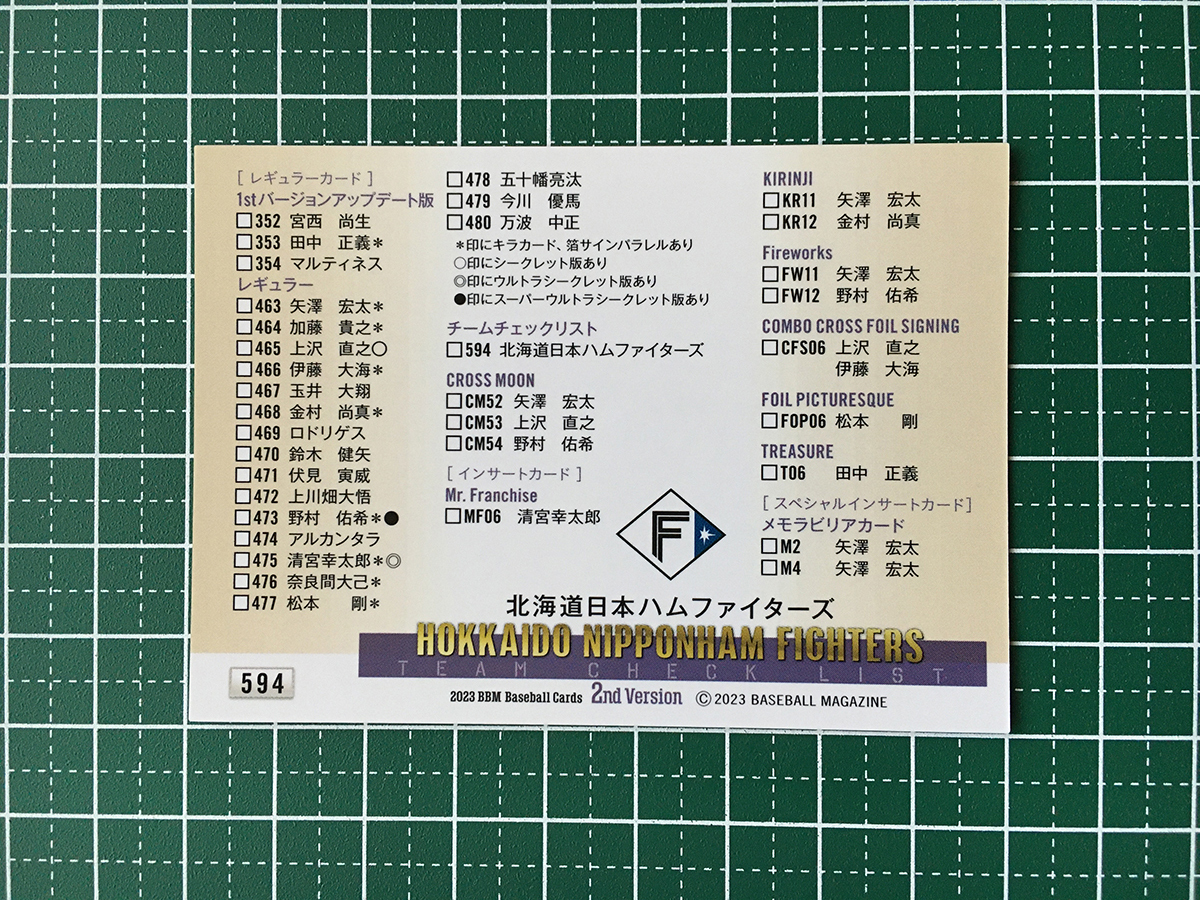 [ レギュラーカード ]
1stバージョンアップデート版
□352 宮西 尚生
□353 田中 正義＊
□354 マルティネス
レギュラー
□463 矢澤 宏太＊
□464 加藤 貴之＊
□465 上沢 直之○
□466 伊藤 大海＊
□467 玉井 大翔
□468 金村 尚真＊
□469 ロドリゲス
□470 鈴木 健矢
□471 伏見 寅威
□472 上川畑大悟
□473 野村 佑希＊●
□474 アルカンタラ
□475 清宮幸太郎＊◎
□476 奈良間大己＊
□477 松本 剛＊
□478 五十幡亮汰
□479 今川 優馬
□480 万波 中正
＊印にキラカード、箔サインパラレルあり
○印にシークレット版あり
◎印にウルトラシークレット版あり
●印にスーパーウルトラシークレット版あり
チームチェックリスト
□594 北海道日本ハムファイターズ
CROSS MOON
□CM52 矢澤 宏太
□CM53 上沢 直之
□CM54 野村 佑希
[ インサートカード ]
Mr. Franchise
□MF06 清宮幸太郎
KIRINJI
□KR11 矢澤 宏太
□KR12 金村 尚真
Fireworks
□FW11 矢澤 宏太
□FW12 野村 佑希
COMBO CROSS FOIL SIGNING
□CFS06 上沢 直之
伊藤 大海
FOIL PICTURESQUE
□FOP06 松本 剛
TREASURE
□T06 田中 正義
[ スペシャルインサートカード]
メモラビリアカード
□M2 矢澤 宏太
□M4 矢澤 宏太
F
北海道日本ハムファイターズ
HOKKAIDO NIPPONHAM FIGHTERS
TEAM CHECK LIST
594
2023 BBM Baseball Cards 2nd Version ©2023 BASEBALL MAGAZINE